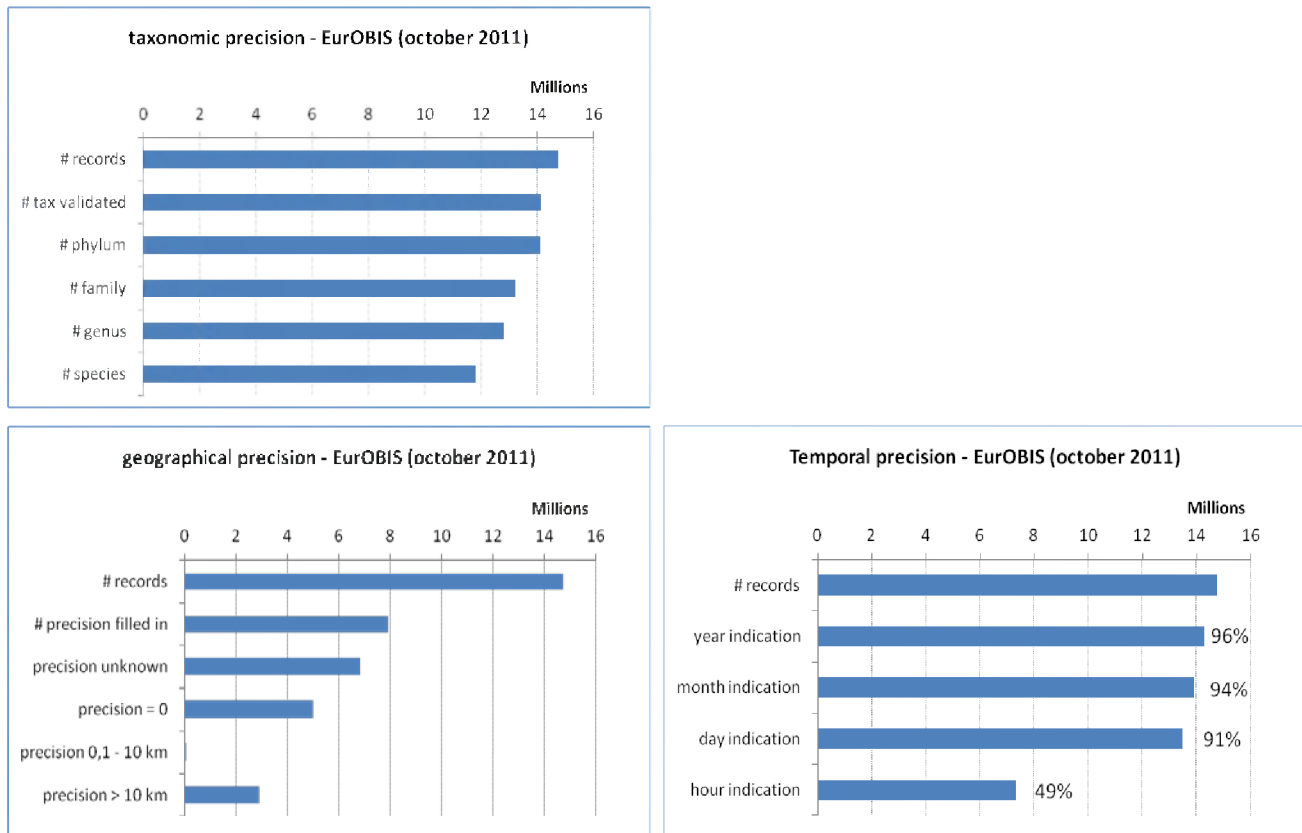 taxonomic precision - EurOBIS (october 2011)
Millions
0 2 4 6 8 10 12 14 16
# records
# tax validated
# phylum
# family
# genus
# species
geographical precision - EurOBIS (october 2011)
Millions
0 2 4 6 8 10 12 14 16
# records
# precision filled in
precision unknown
precision = 0
precision 0,1 - 10 km
precision > 10 km
Temporal precision - EurOBIS (october 2011)
Millions
0 2 4 6 8 10 12 14 16
# records
year indication 96%
month indication 94%
day indication 91%
hour indication 49%